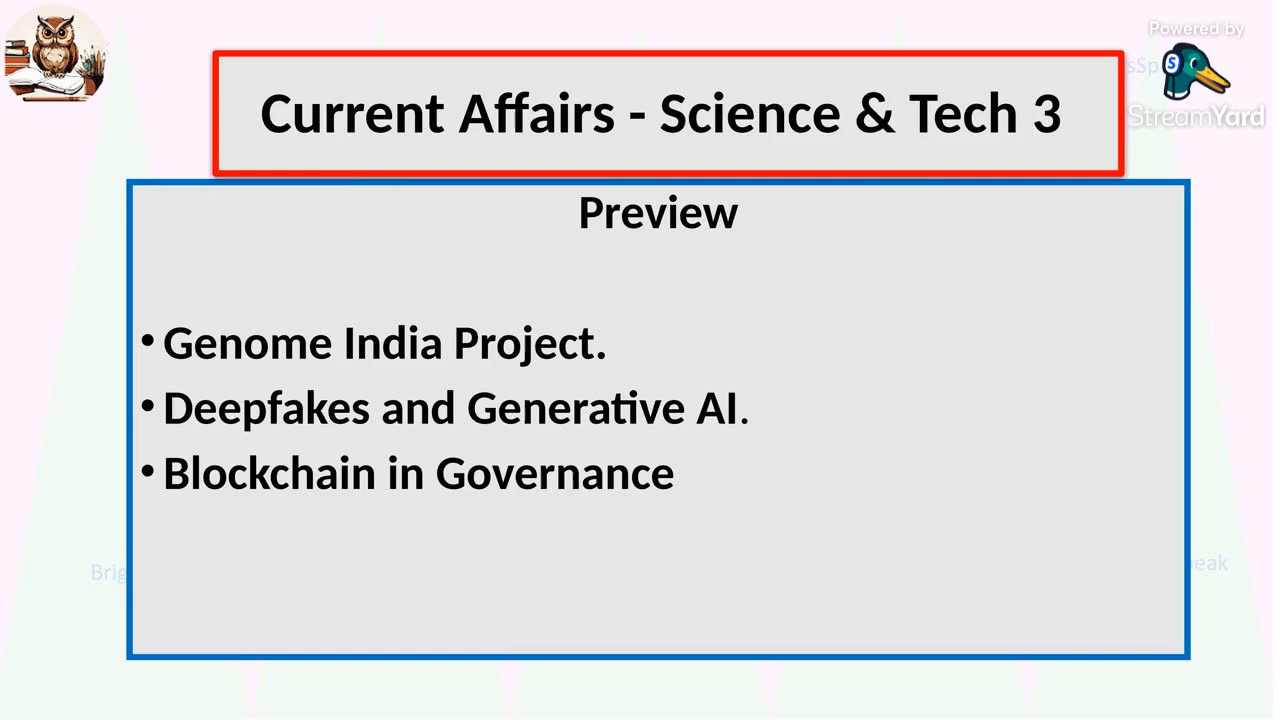 Powered by
StreamYard
Current Affairs - Science & Tech 3
Preview
• Genome India Project.
• Deepfakes and Generative AI.
• Blockchain in Governance